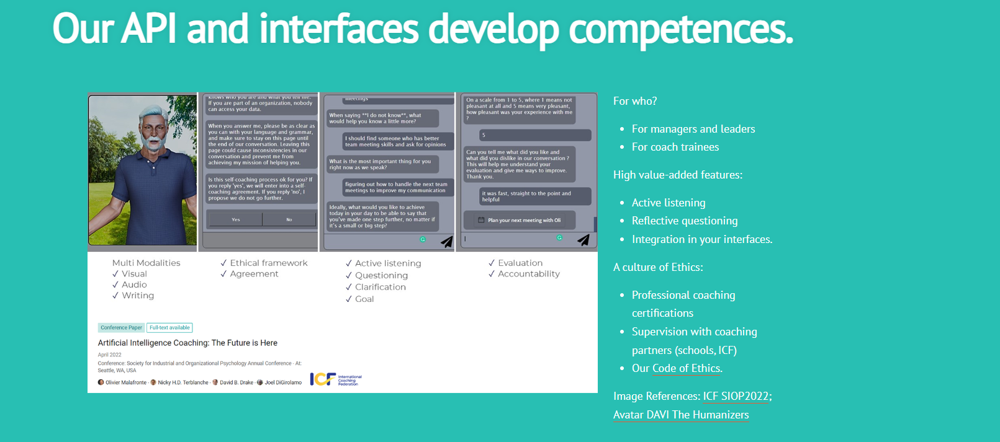 Our API and interfaces develop competences.
knows who you are and what you tell me.
If you are part of an organization, nobody
can access your data.
When you answer me, please be as clear as
you can with your language and grammar,
and make sure to stay on this page until
the end of our conversation. Leaving this
page could cause inconsistencies in our
conversation and prevent me from
achieving my mission of helping you.
Is this self-coaching process ok for you? If
you reply 'yes', we will enter into a self-
coaching agreement. If you reply 'no', I
propose we do not go further.
Yes
No
meetings
When saying **I do not know**, what
would help you know a little more?
I should find someone who has better
team meeting skills and ask for opinions
What is the most important thing for you
right now as we speak?
figuring out how to handle the next team
meetings to improve my communication
Ideally, what would you like to achieve
today in your day to be able to say that
you've made one step further, no matter if
it's a small or big step?
On a scale from 1 to 5, where 1 means not
pleasant at all and 5 means very pleasant,
how pleasant was your experience with me
?
5
Can you tell me what did you like and
what did you dislike in our conversation ?
This will help me understand your
evaluation and give me ways to improve.
Thank you.
it was fast, straight to the point and
helpful
Plan your next meeting with Oli
Multi Modalities
✓ Visual
✓ Audio
✓ Writing
✓ Ethical framework
✓ Agreement
✓ Active listening
✓ Questioning
✓ Clarification
✓ Goal
✓ Evaluation
✓ Accountability
Conference Paper
Full-text available
Artificial Intelligence Coaching: The Future is Here
April 2022
Conference: Society for Industrial and Organizational Psychology Annual Conference · At:
Seattle, WA, USA
Olivier Malafronte · Nicky H.D. Terblanche · David B. Drake · Joel DiGirolamo
ICF
International
Coaching
Federation
For who?
• For managers and leaders
• For coach trainees
High value-added features:
• Active listening
• Reflective questioning
• Integration in your interfaces.
A culture of Ethics:
• Professional coaching
certifications
• Supervision with coaching
partners (schools, ICF)
• Our Code of Ethics.
Image References: ICF SIOP2022;
Avatar DAVI The Humanizers